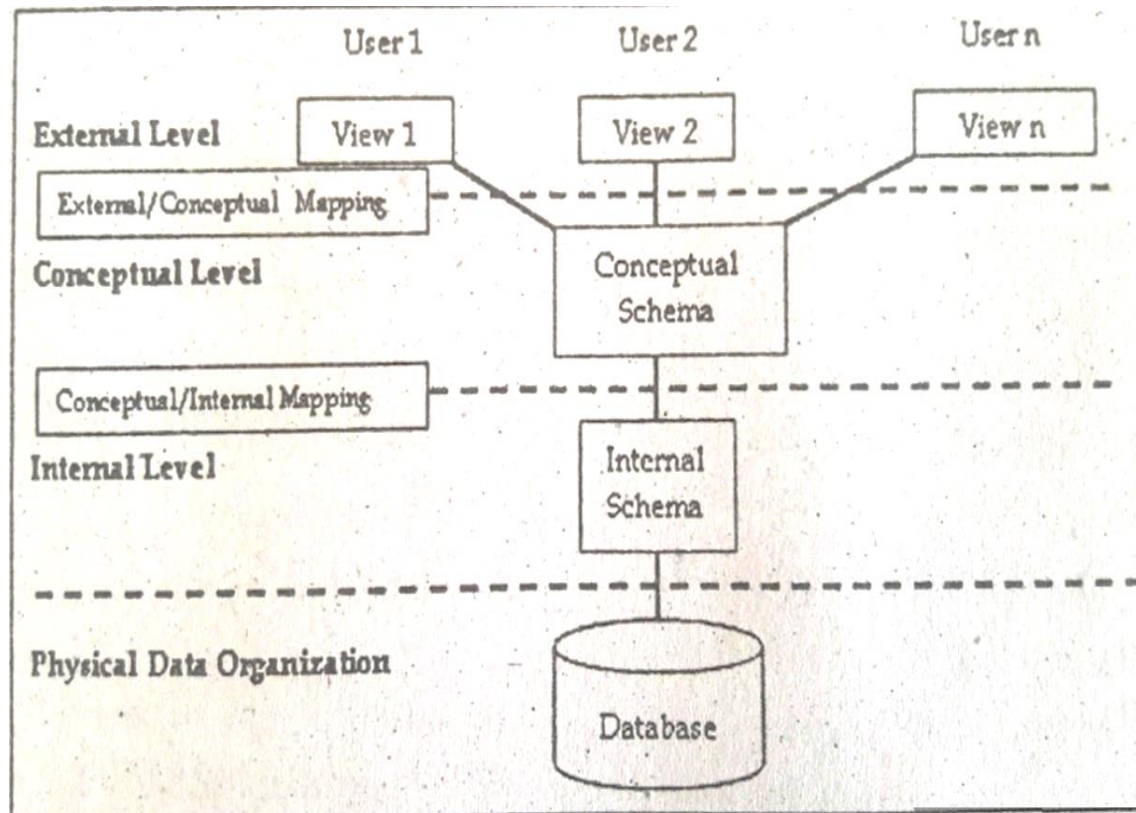 User 1
User 2
User n
External Level
View 1
View 2
View n
External/Conceptual Mapping
Conceptual Level
Conceptual
Schema
Conceptual/Internal Mapping
Internal Level
Internal
Schema
Physical Data Organization
Database